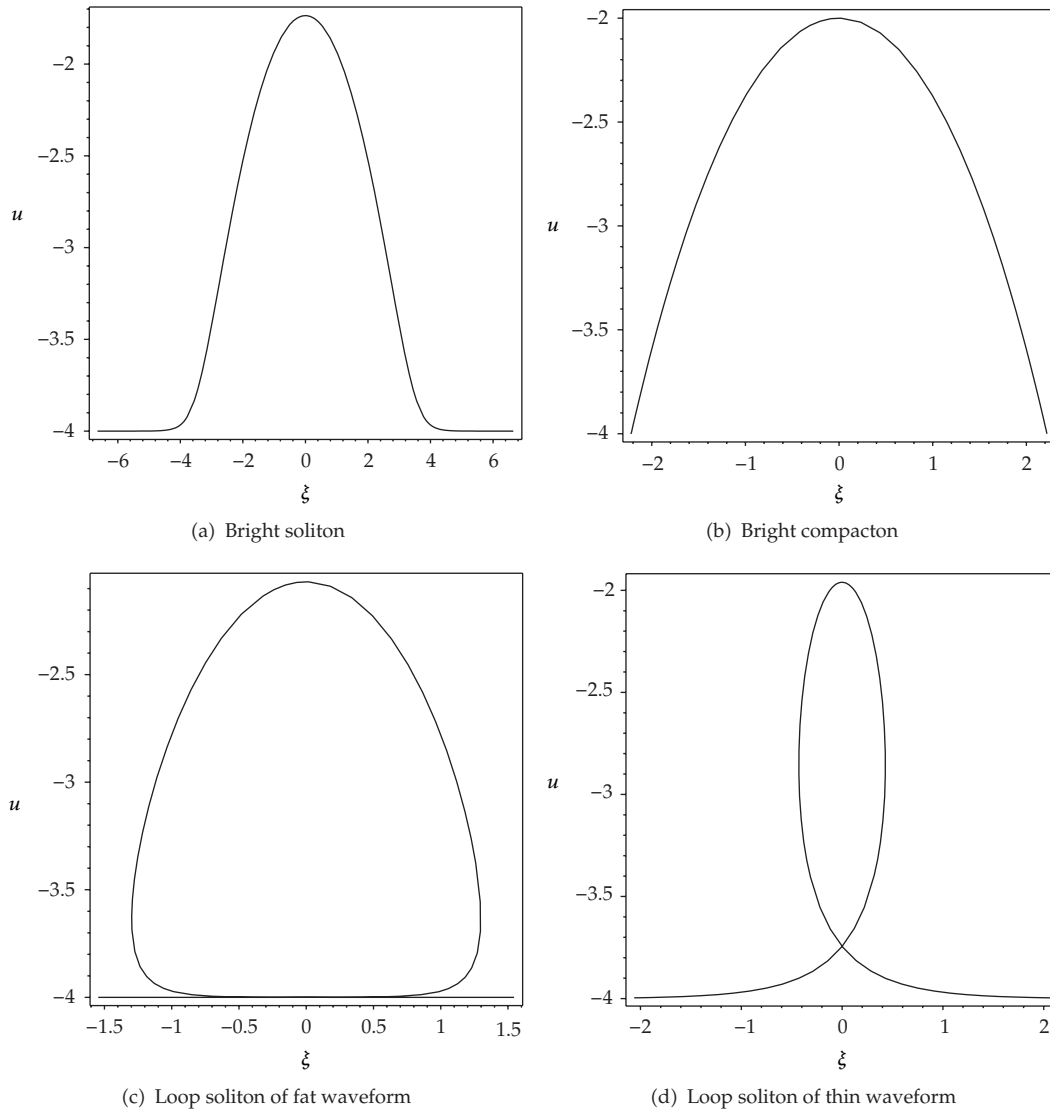 −2
−2.5
−3
−3.5
−4
u
−6 −4 −2 0 2 4 6
ξ
(a) Bright soliton
−2
−2.5
−3
−3.5
−4
u
−2 −1 0 1 2
ξ
(b) Bright compacton
−2.5
−3
−3.5
−4
u
−1.5 −1 −0.5 0 0.5 1 1.5
ξ
(c) Loop soliton of fat waveform
−2
−2.5
−3
−3.5
−4
u
−2 −1 0 1 2
ξ
(d) Loop soliton of thin waveform